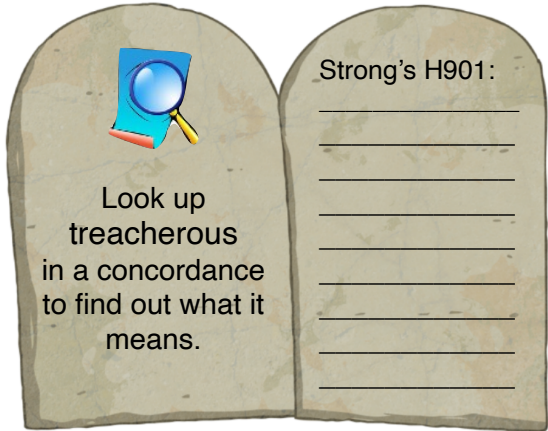 Look up
treacherous
in a concordance
to find out what it
means.
Strong's H901: